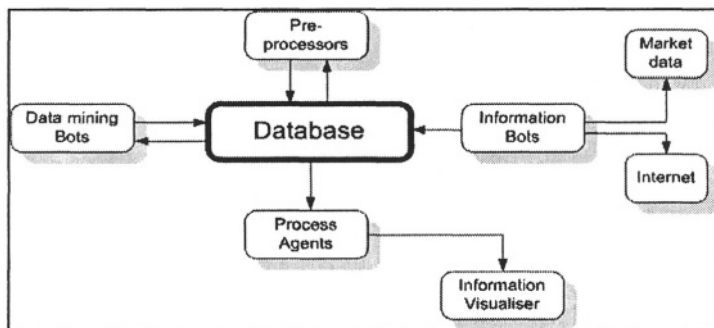 Pre-
processors
Market
data
Data mining
Bots
Database
Information
Bots
Internet
Process
Agents
Information
Visualiser